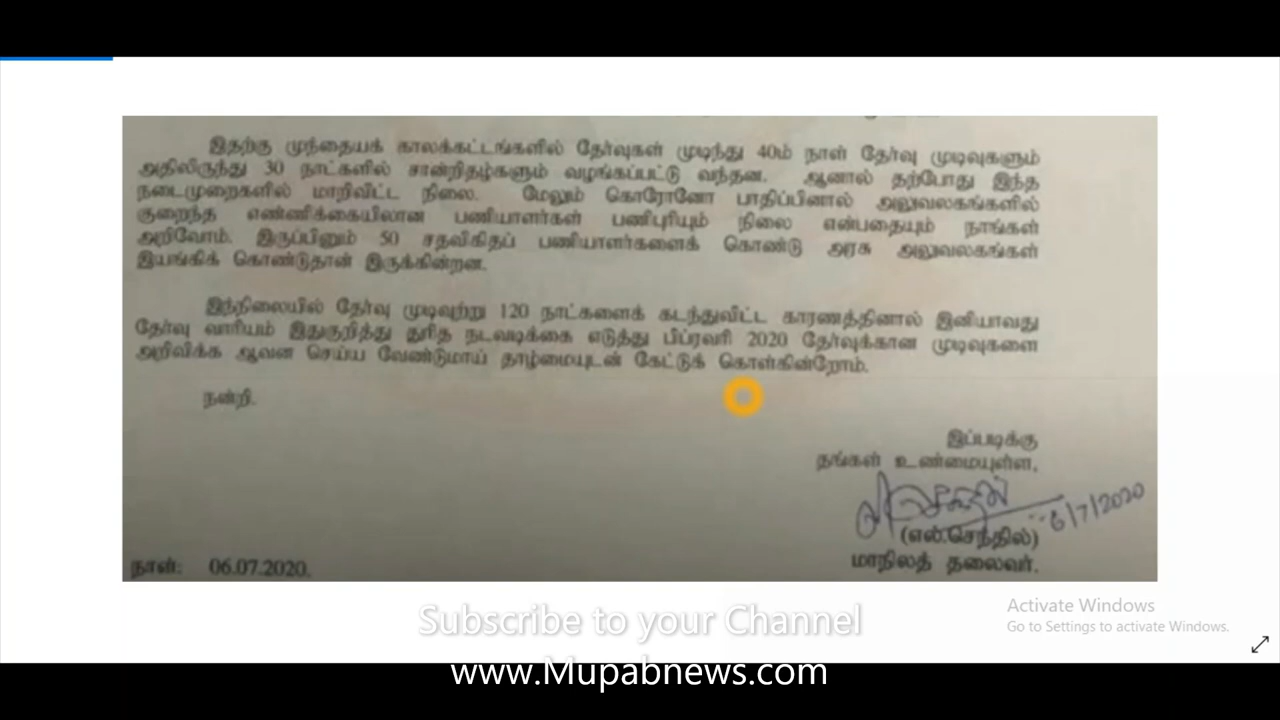 இதற்கு முந்தையக் காலக்கட்டங்களில் தேர்வுகள் முடிந்து 40ம் நாள் தேர்வு முடிவுகளும்
அதிலிருந்து 30 நாட்களில் சான்றிதழ்களும் வழங்கப்பட்டு வந்தன. ஆனால் தற்போது இந்த
நடைமுறைகளில் மாறிவிட்ட நிலை. மேலும் கொரோனோ பாதிப்பினால் அலுவலகங்களில்
குறைந்த எண்ணிக்கையிலான பணியாளர்கள் பணிபுரியும் நிலை என்பதையும் நாங்கள்
அறிவோம். இருப்பினும் 50 சதவிகிதப் பணியாளர்களைக் கொண்டு அரசு அலுவலகங்கள்
இயங்கிக் கொண்டுதான் இருக்கின்றன.
இந்நிலையில் தேர்வு முடிவுற்று 120 நாட்களைக் கடந்துவிட்ட காரணத்தினால் இனியாவது
தேர்வு வாரியம் இதுகுறித்து துரித நடவடிக்கை எடுத்து பிப்ரவரி 2020 தேர்வுக்கான முடிவுகளை
அறிவிக்க ஆவன செய்ய வேண்டுமாய் தாழ்மையுடன் கேட்டுக் கொள்கின்றோம்.
நன்றி.
இப்படிக்கு
தங்கள் உண்மையுள்ள,
6/7/2020
(எல்.செந்தில்)
மாநிலத் தலைவர்.
நாள்: 06.07.2020.
Subscribe to your Channel
Activate Windows
Go to Settings to activate Windows.
www.Mupabnews.com